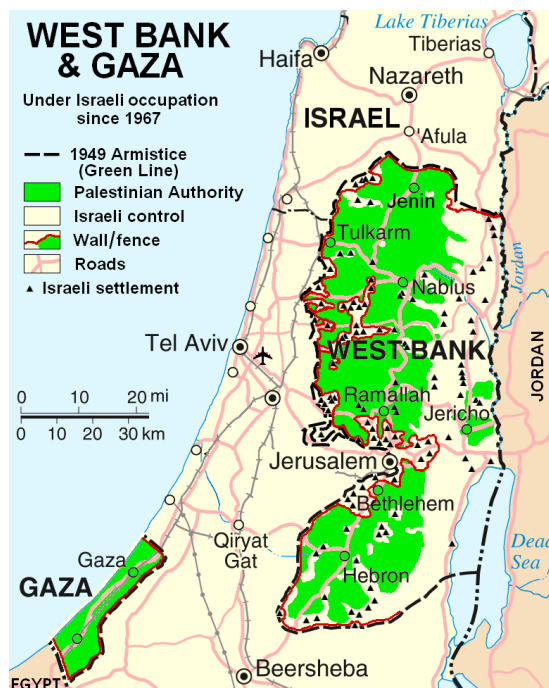 WEST BANK
& GAZA
Under Israeli occupation
since 1967
1949 Armistice
(Green Line)
Palestinian Authority
Israeli control
Wall/fence
Roads
Israeli settlement
Lake Tiberias
Tiberias
Haifa
Nazareth
ISRAEL
'Afula
Jenin
Tulkarm
Nablus
Jordan
Tel Aviv
WEST BANK
JORDAN
0 10 20 mi
0 10 20 30 km
Ramallah
Jericho
Jerusalem
Bethlehem
Qiryat
Gat
Dead
Sea
Gaza
GAZA
Hebron
Beersheba
EGYPT